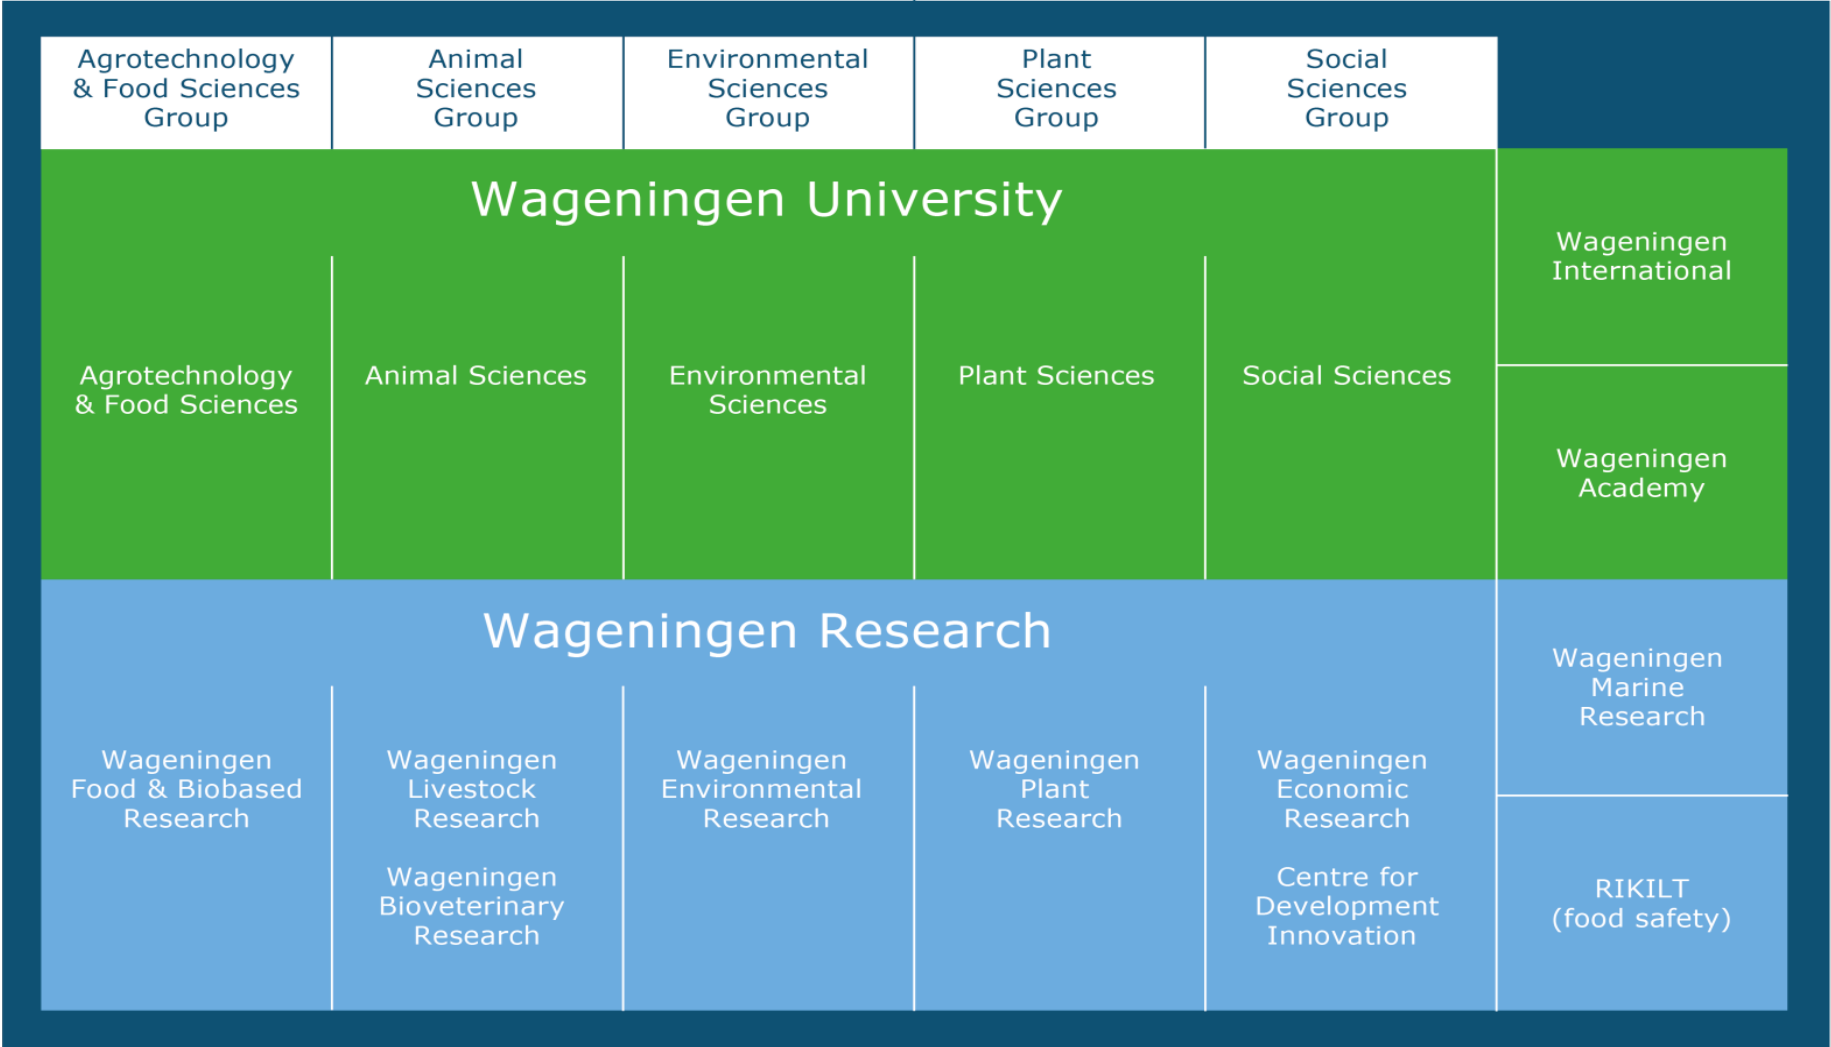 Agrotechnology
& Food Sciences
Group
Animal
Sciences
Group
Environmental
Sciences
Group
Plant
Sciences
Group
Social
Sciences
Group
Wageningen University
Agrotechnology
& Food Sciences
Animal Sciences
Environmental
Sciences
Plant Sciences
Social Sciences
Wageningen
International
Wageningen
Academy
Wageningen Research
Wageningen
Food & Biobased
Research
Wageningen
Livestock
Research
Wageningen
Bioveterinary
Research
Wageningen
Environmental
Research
Wageningen
Plant
Research
Wageningen
Economic
Research
Centre for
Development
Innovation
Wageningen
Marine
Research
RIKILT
(food safety)